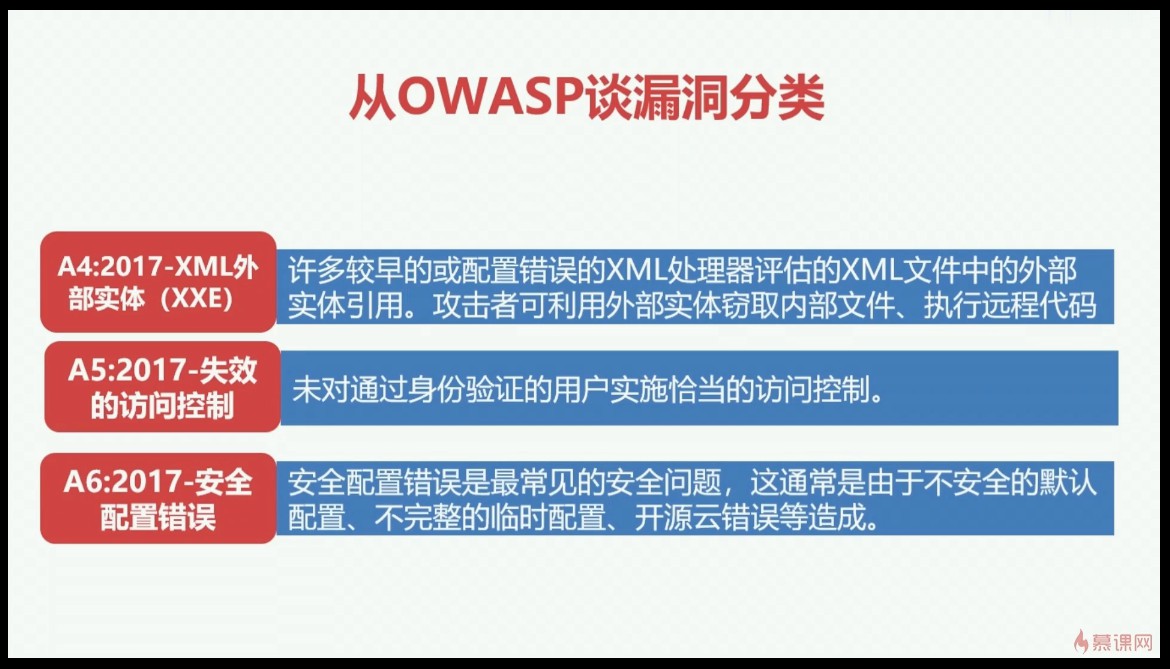 从OWASP谈漏洞分类
A4:2017-XML外
部实体（XXE）
许多较早的或配置错误的XML处理器评估的XML文件中的外部
实体引用。攻击者可利用外部实体窃取内部文件、执行远程代码
A5:2017-失效
的访问控制
未对通过身份验证的用户实施恰当的访问控制。
A6:2017-安全
配置错误
安全配置错误是最常见的安全问题，这通常是由于不安全的默认
配置、不完整的临时配置、开源云错误等造成。
慕课网